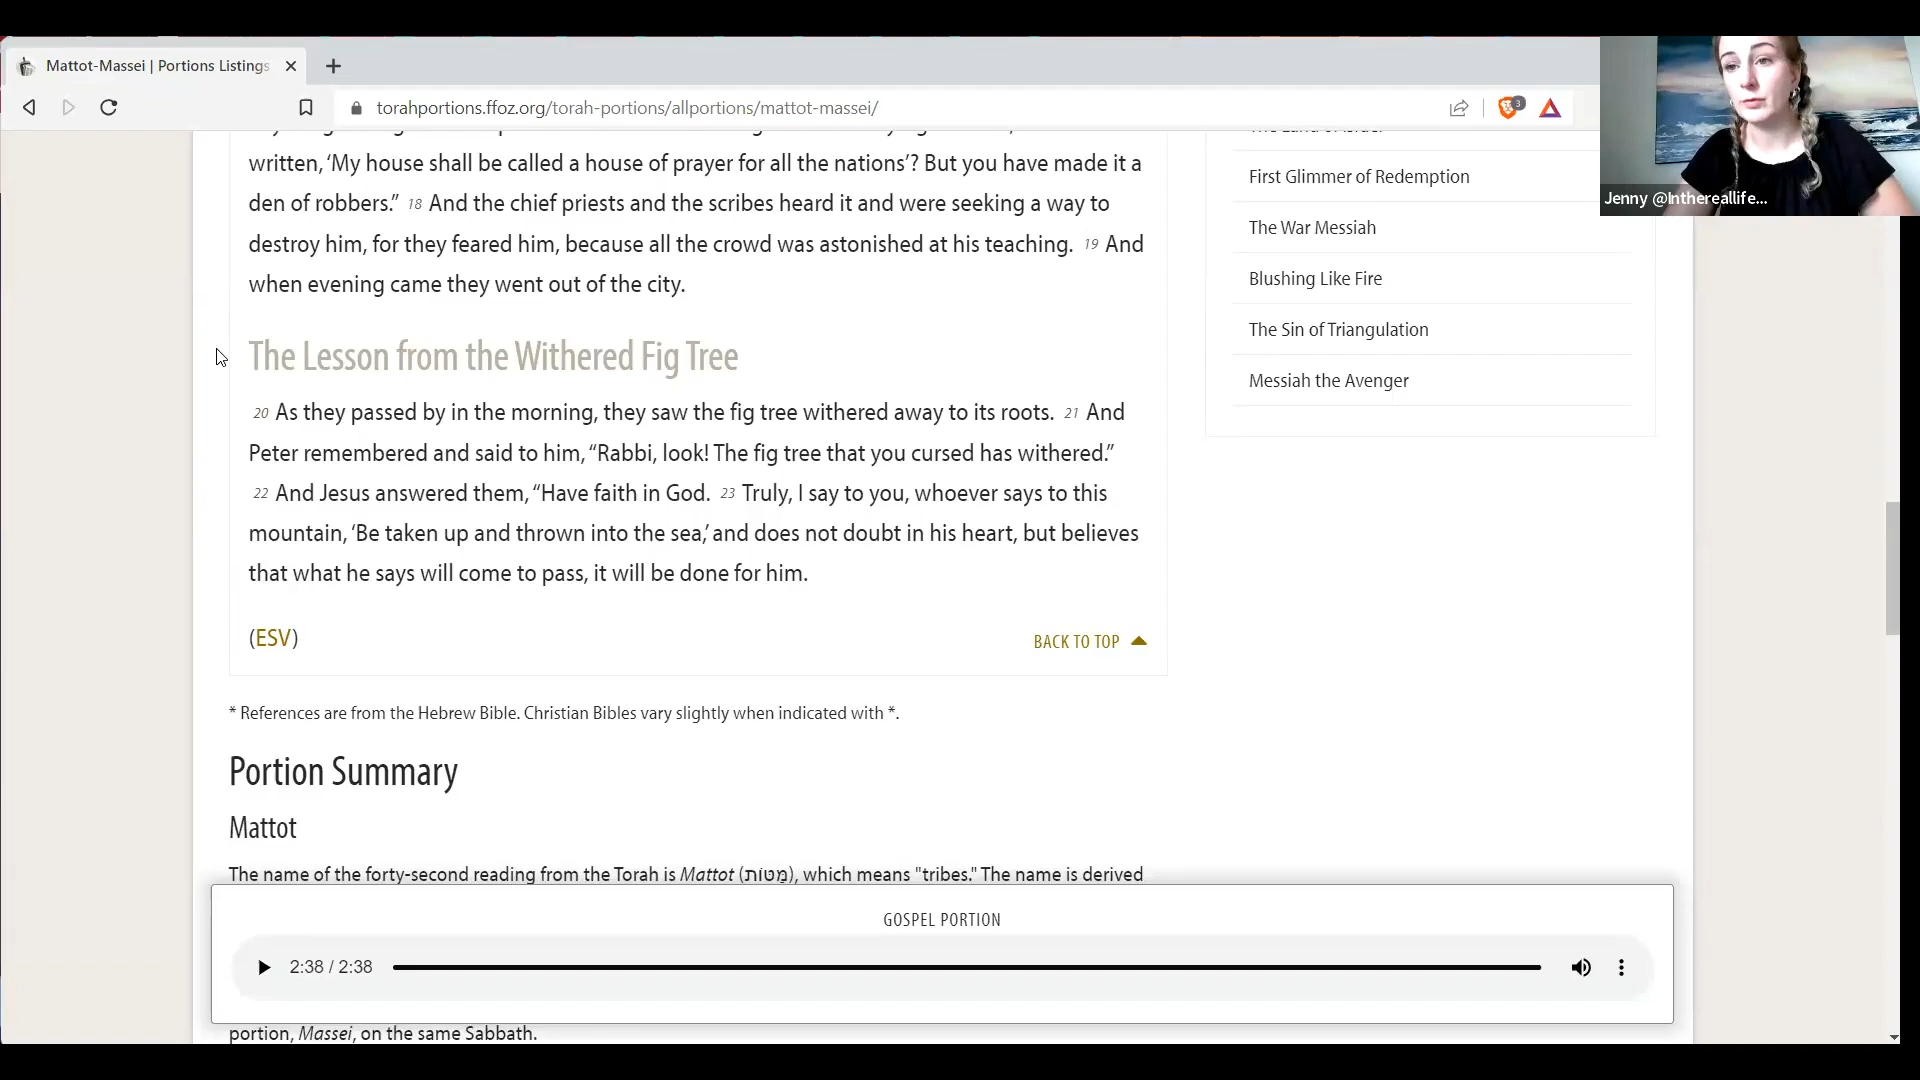 Mattot-Massei | Portions Listings
torahportions.ffoz.org/torah-portions/allportions/mattot-massei/
3
Jenny @Inthereallife...
written, ‘My house shall be called a house of prayer for all the nations’? But you have made it a
den of robbers.” 18 And the chief priests and the scribes heard it and were seeking a way to
destroy him, for they feared him, because all the crowd was astonished at his teaching. 19 And
when evening came they went out of the city.
The Lesson from the Withered Fig Tree
20 As they passed by in the morning, they saw the fig tree withered away to its roots. 21 And
Peter remembered and said to him, “Rabbi, look! The fig tree that you cursed has withered.”
22 And Jesus answered them, “Have faith in God. 23 Truly, I say to you, whoever says to this
mountain, ‘Be taken up and thrown into the sea,’ and does not doubt in his heart, but believes
that what he says will come to pass, it will be done for him.
(ESV)
BACK TO TOP
* References are from the Hebrew Bible. Christian Bibles vary slightly when indicated with *.
Portion Summary
Mattot
The name of the forty-second reading from the Torah is Mattot (מַטּוֹת), which means "tribes." The name is derived
GOSPEL PORTION
2:38 / 2:38
portion, Massei, on the same Sabbath.
The Land of Israel
First Glimmer of Redemption
The War Messiah
Blushing Like Fire
The Sin of Triangulation
Messiah the Avenger